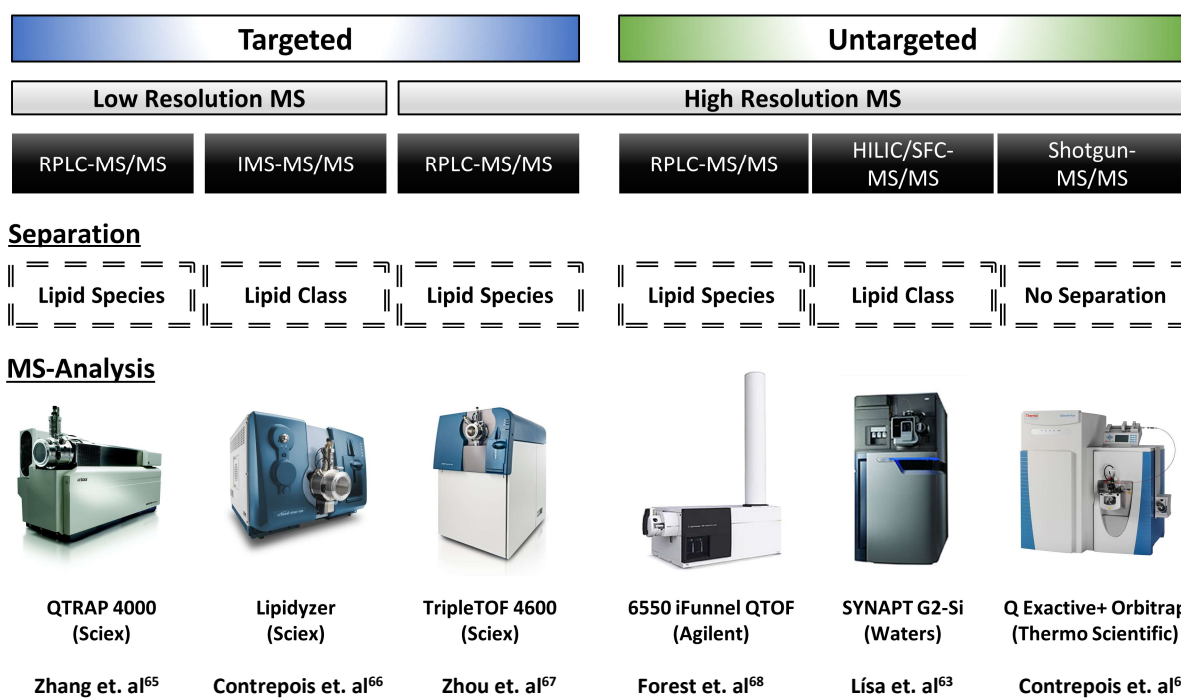 Targeted
Untargeted
Low Resolution MS
High Resolution MS
RPLC-MS/MS
IMS-MS/MS
RPLC-MS/MS
RPLC-MS/MS
HILIC/SFC-
MS/MS
Shotgun-
MS/MS
Separation
Lipid Species
Lipid Class
Lipid Species
Lipid Species
Lipid Class
No Separation
MS-Analysis
QTRAP 4000
(Sciex)
Lipidyzer
(Sciex)
TripleTOF 4600
(Sciex)
6550 iFunnel QTOF
(Agilent)
SYNAPT G2-Si
(Waters)
Q Exactive+ Orbitrap
(Thermo Scientific)
Zhang et. al⁶⁵
Contrepois et. al⁶⁶
Zhou et. al⁶⁷
Forest et. al⁶⁸
Lísa et. al⁶³
Contrepois et. al⁶